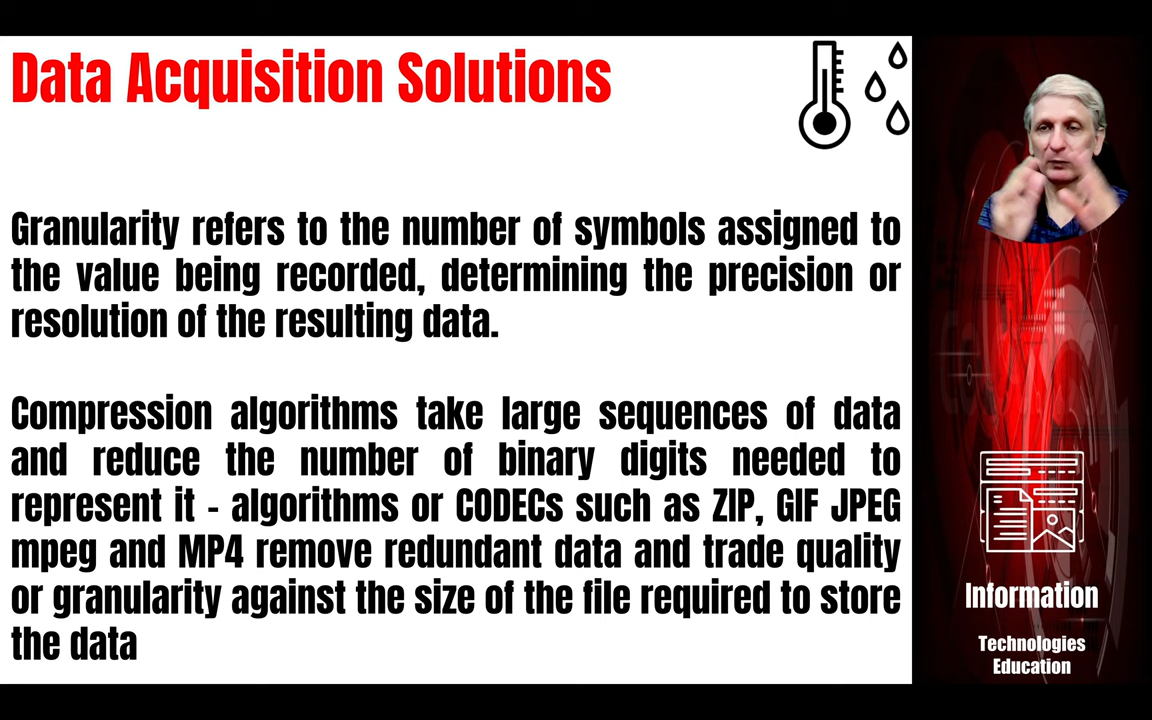 Data Acquisition Solutions
Granularity refers to the number of symbols assigned to
the value being recorded, determining the precision or
resolution of the resulting data.
Compression algorithms take large sequences of data
and reduce the number of binary digits needed to
represent it - algorithms or CODECs such as ZIP, GIF JPEG
mpeg and MP4 remove redundant data and trade quality
or granularity against the size of the file required to store
the data
Information
Technologies
Education